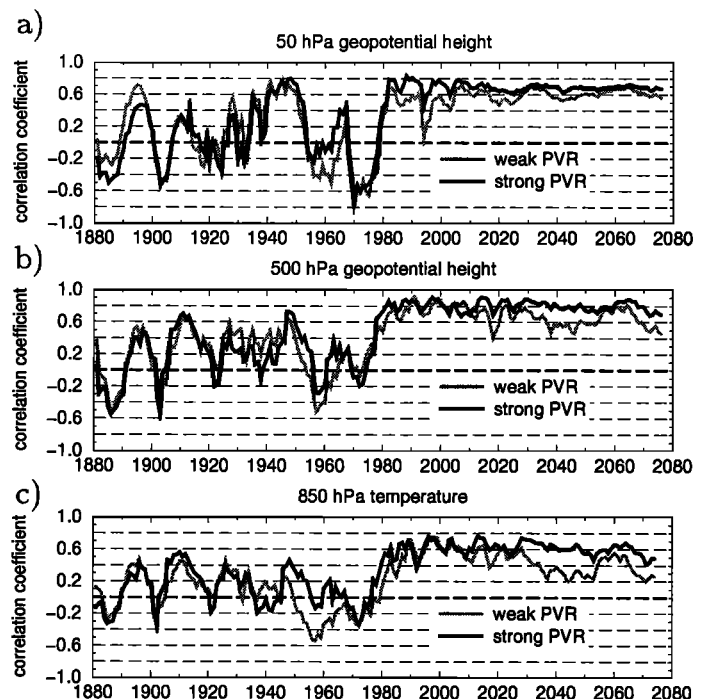 a)
50 hPa geopotential height
correlation coefficient
1.0
0.6
0.2
−0.2
−0.6
−1.0
weak PVR
strong PVR
1880 1900 1920 1940 1960 1980 2000 2020 2040 2060 2080
b)
500 hPa geopotential height
correlation coefficient
1.0
0.6
0.2
−0.2
−0.6
−1.0
weak PVR
strong PVR
1880 1900 1920 1940 1960 1980 2000 2020 2040 2060 2080
c)
850 hPa temperature
correlation coefficient
1.0
0.6
0.2
−0.2
−0.6
−1.0
weak PVR
strong PVR
1880 1900 1920 1940 1960 1980 2000 2020 2040 2060 2080